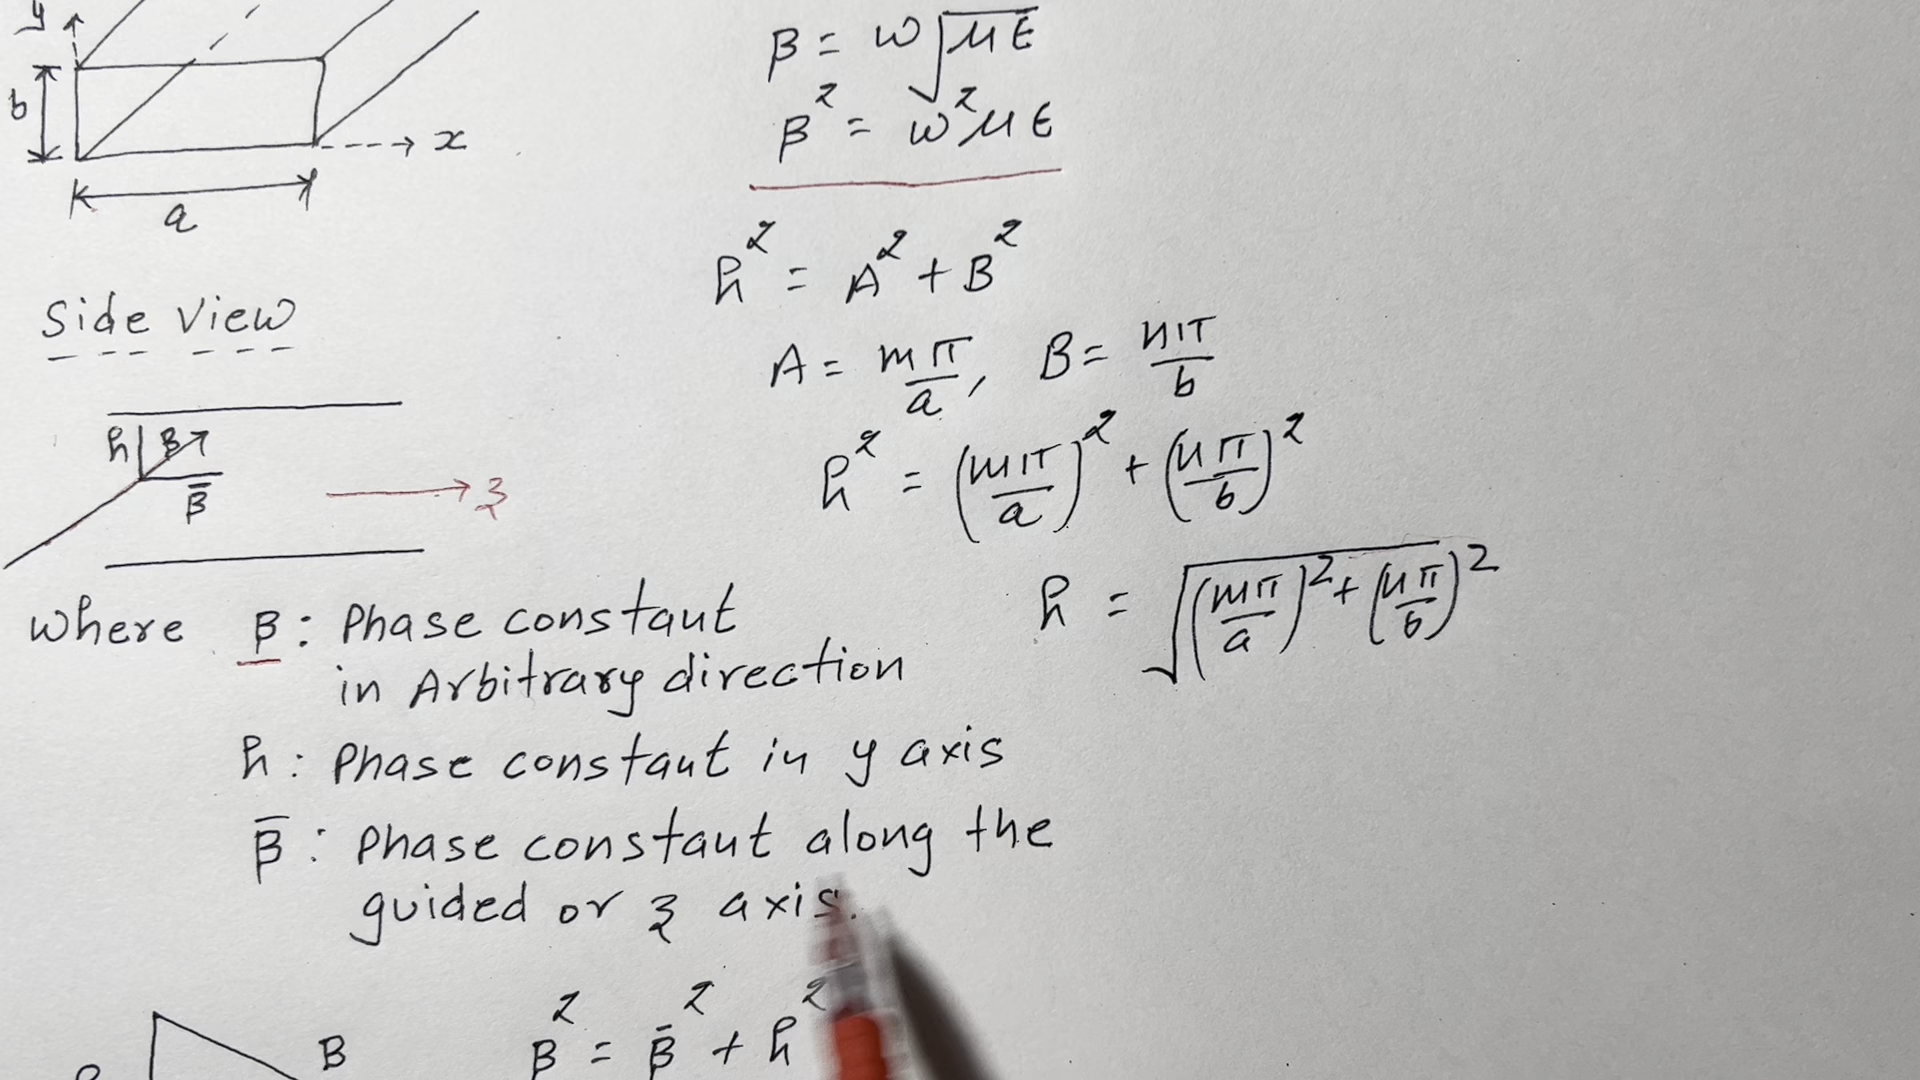 y
b
x
a
Side View
h β
β̅
z
where β: Phase constant
in Arbitrary direction
h: Phase constant in y axis
β̅: Phase constant along the
guided or z axis.
β
β² = β̅² + h²
β = ω√με
β² = ω²με
h² = A² + B²
A = mπ/a, B = nπ/b
h² = (mπ/a)² + (nπ/b)²
h = √(mπ/a)² + (nπ/b)²